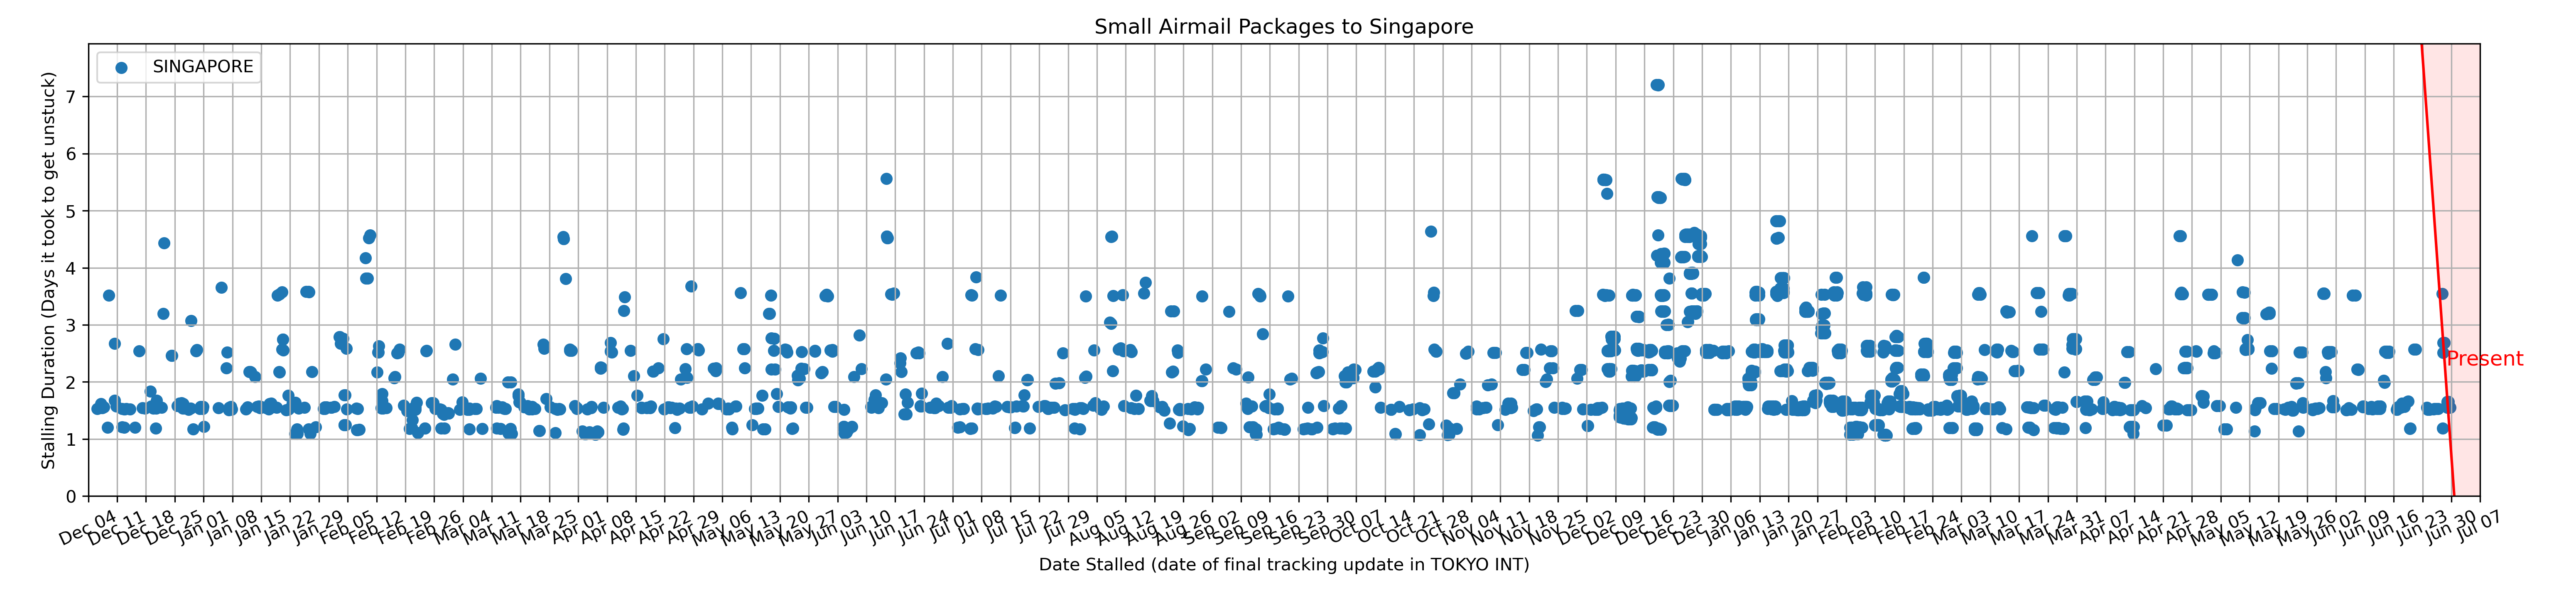 Small Airmail Packages to Singapore
SINGAPORE
Stalling Duration (Days it took to get unstuck)
7
6
5
4
3
2
1
0
Present
Dec 04
Dec 11
Dec 18
Dec 25
Jan 01
Jan 08
Jan 15
Jan 22
Jan 29
Feb 05
Feb 12
Feb 19
Feb 26
Mar 04
Mar 11
Mar 18
Mar 25
Apr 01
Apr 08
Apr 15
Apr 22
Apr 29
May 06
May 13
May 20
May 27
Jun 03
Jun 10
Jun 17
Jun 24
Jul 01
Jul 08
Jul 15
Jul 22
Jul 29
Aug 05
Aug 12
Aug 19
Aug 26
Sep 02
Sep 09
Sep 16
Sep 23
Sep 30
Oct 07
Oct 14
Oct 21
Oct 28
Nov 04
Nov 11
Nov 18
Nov 25
Dec 02
Dec 09
Dec 16
Dec 23
Dec 30
Jan 06
Jan 13
Jan 20
Jan 27
Feb 03
Feb 10
Feb 17
Feb 24
Mar 03
Mar 10
Mar 17
Mar 24
Mar 31
Apr 07
Apr 14
Apr 21
Apr 28
May 05
May 12
May 19
May 26
Jun 02
Jun 09
Jun 16
Jun 23
Jun 30
Jul 07
Date Stalled (date of final tracking update in TOKYO INT)